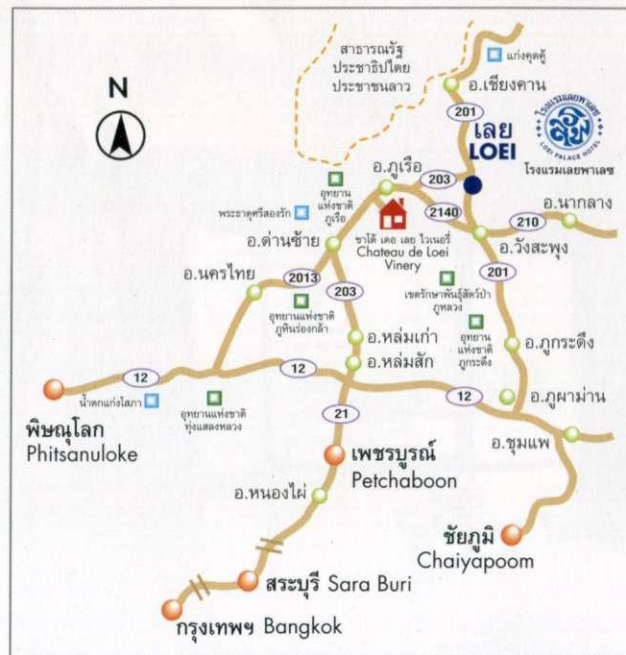 สาธารณรัฐ
ประชาธิปไตย
ประชาชนลาว
แก่งคุดคู้
N
อ.เชียงคาน
201
เลย
LOEI
โรงแรมเลยพาเลซ
LOEI PALACE HOTEL
โรงแรมเลยพาเลซ
อ.ภูเรือ
203
อุทยาน
แห่งชาติ
ภูเรือ
พระธาตุศรีสองรัก
2140
210
อ.นากลาง
ชาโต้ เดอ เลย ไวเนอรี่
Chateau de Loei
Vinery
อ.วังสะพุง
อ.ด่านซ้าย
201
อ.นครไทย
2013
203
เขตรักษาพันธุ์สัตว์ป่า
ภูหลวง
อุทยานแห่งชาติ
ภูหินร่องกล้า
อุทยาน
แห่งชาติ
ภูกระดึง
อ.หล่มเก่า
อ.ภูกระดึง
อ.หล่มสัก
12
12
12
น้ำตกแก่งโสภา
อุทยานแห่งชาติ
ทุ่งแสลงหลวง
อ.ภูผาม่าน
พิษณุโลก
Phitsanuloke
21
อ.ชุมแพ
เพชรบูรณ์
Petchaboon
อ.หนองไผ่
ชัยภูมิ
Chaiyapoom
สระบุรี Sara Buri
กรุงเทพฯ Bangkok